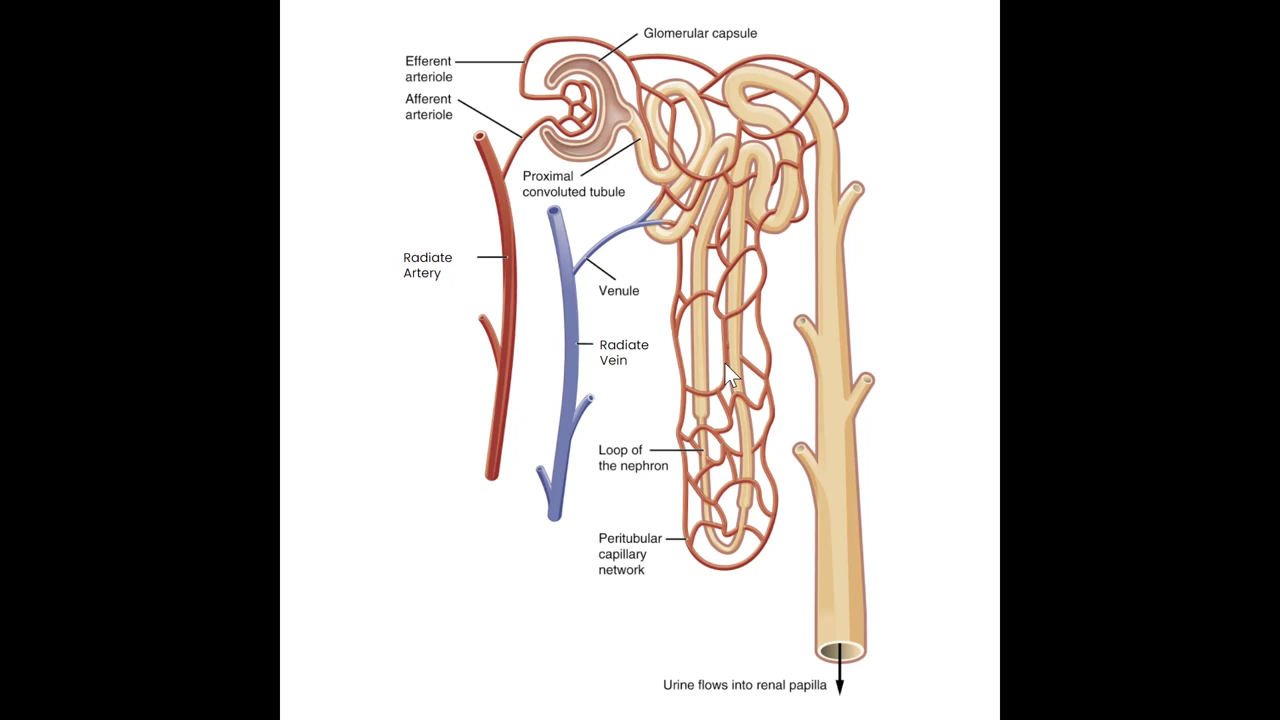 Glomerular capsule
Efferent
arteriole
Afferent
arteriole
Proximal
convoluted tubule
Radiate
Artery
Venule
Radiate
Vein
Loop of
the nephron
Peritubular
capillary
network
Urine flows into renal papilla